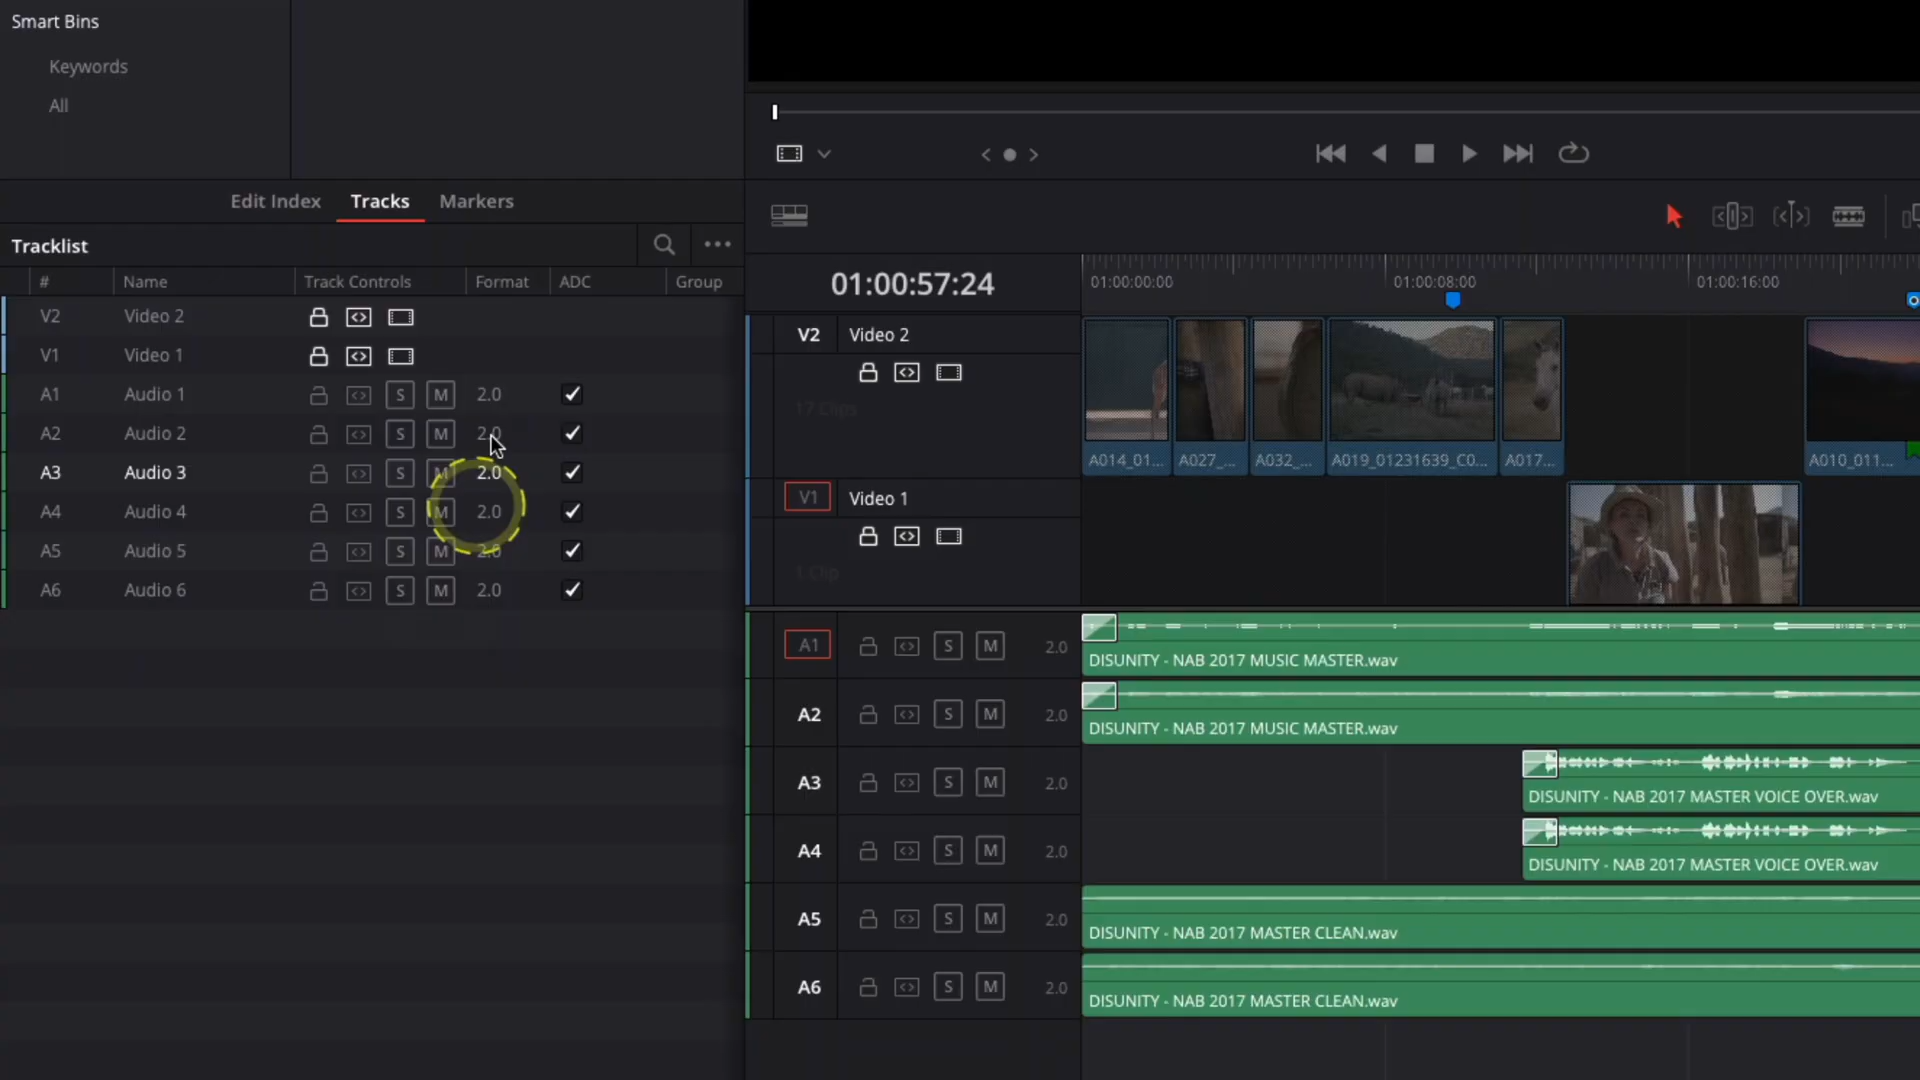 Smart Bins
Keywords
All
Edit Index Tracks Markers
Tracklist
# Name Track Controls Format ADC Group
V2 Video 2
V1 Video 1
A1 Audio 1 S M 2.0
A2 Audio 2 S M 2.0
A3 Audio 3 S M 2.0
A4 Audio 4 S M 2.0
A5 Audio 5 S M 2.0
A6 Audio 6 S M 2.0
01:00:57:24
01:00:00:00 01:00:08:00 01:00:16:00
V2 Video 2
17 Clips
A014_01... A027_... A032_... A019_01231639_C0... A017... A010_011...
V1 Video 1
1 Clip
A1 S M 2.0
DISUNITY - NAB 2017 MUSIC MASTER.wav
A2 S M 2.0
DISUNITY - NAB 2017 MUSIC MASTER.wav
A3 S M 2.0
DISUNITY - NAB 2017 MASTER VOICE OVER.wav
A4 S M 2.0
DISUNITY - NAB 2017 MASTER VOICE OVER.wav
A5 S M 2.0
DISUNITY - NAB 2017 MASTER CLEAN.wav
A6 S M 2.0
DISUNITY - NAB 2017 MASTER CLEAN.wav